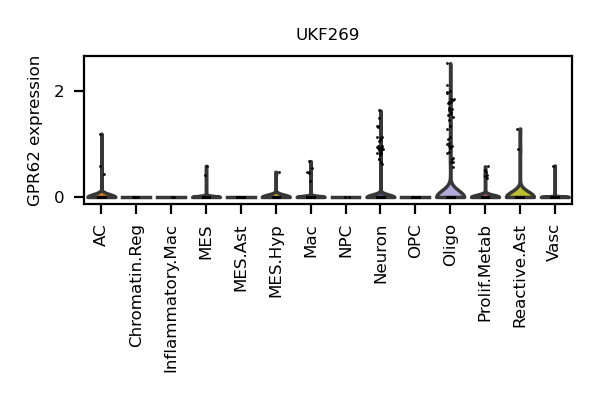 UKF269
GPR62 expression
2
0
AC
Chromatin.Reg
Inflammatory.Mac
MES
MES.Ast
MES.Hyp
Mac
NPC
Neuron
OPC
Oligo
Prolif.Metab
Reactive.Ast
Vasc